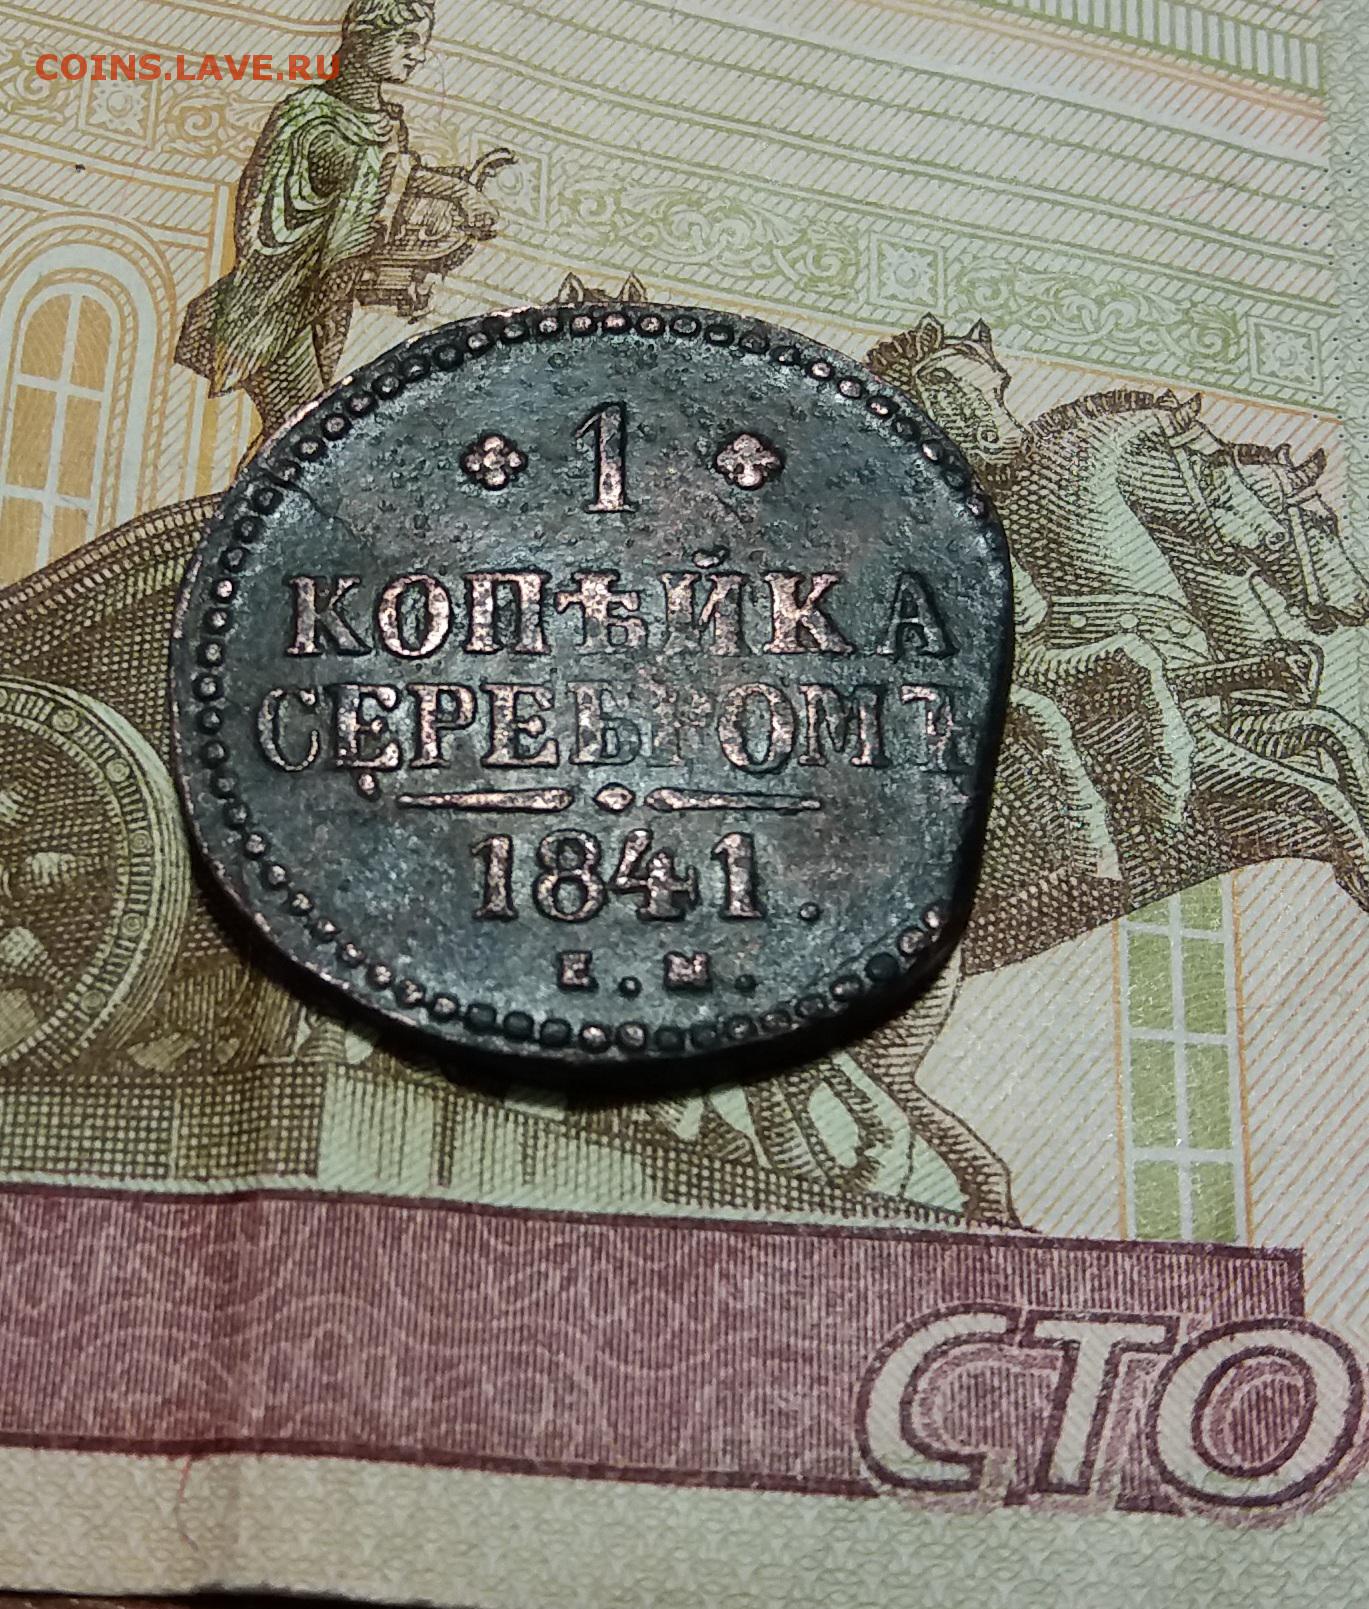 COINS.LAVE.RU
1
КОПѢЙКА
СЕРЕБРОМЪ
1841.
Е.М.
СТО